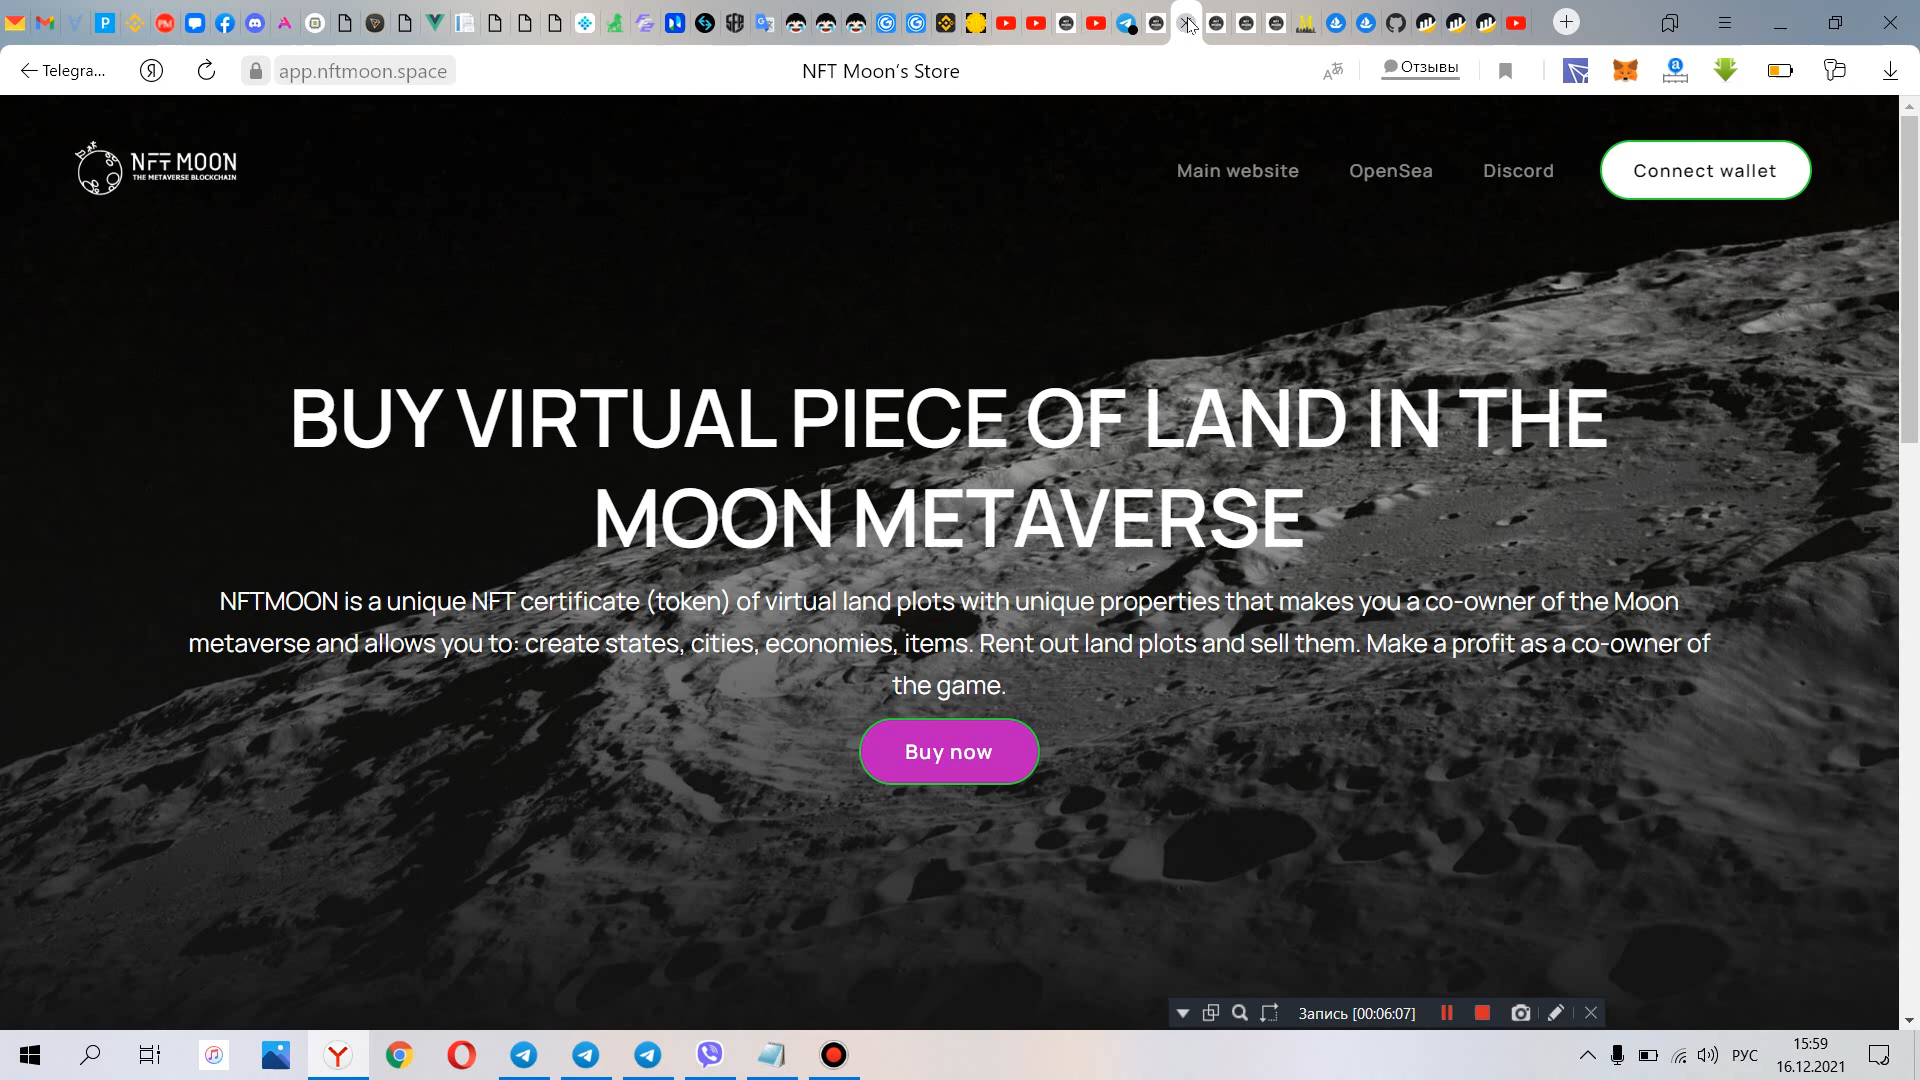 Telegra...
app.nftmoon.space
NFT Moon's Store
Отзывы
NFT MOON
THE METAVERSE BLOCKCHAIN
Main website
OpenSea
Discord
Connect wallet
BUY VIRTUAL PIECE OF LAND IN THE
MOON METAVERSE
NFTMOON is a unique NFT certificate (token) of virtual land plots with unique properties that makes you a co-owner of the Moon
metaverse and allows you to: create states, cities, economies, items. Rent out land plots and sell them. Make a profit as a co-owner of
the game.
Buy now
Запись [00:06:07]
РУС
15:59
16.12.2021